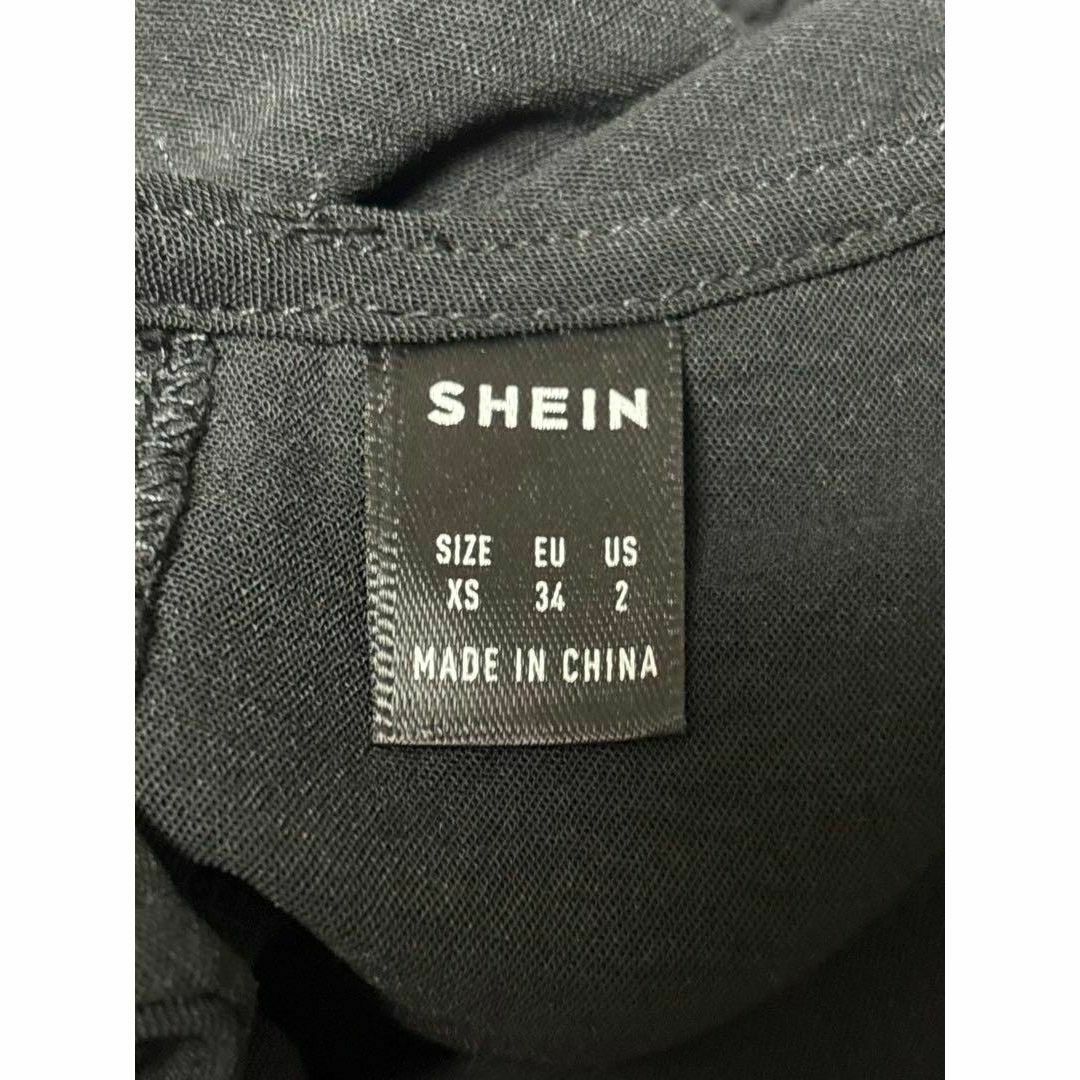 SHEIN
SIZE EU US
XS 34 2
MADE IN CHINA